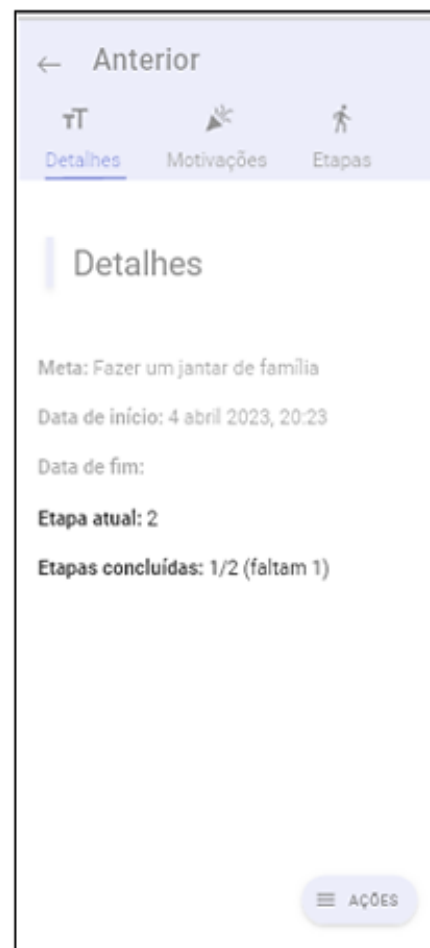 ← Anterior
Detalhes Motivações Etapas
Detalhes
Meta: Fazer um jantar de família
Data de início: 4 abril 2023, 20:23
Data de fim:
Etapa atual: 2
Etapas concluídas: 1/2 (faltam 1)
AÇÕES